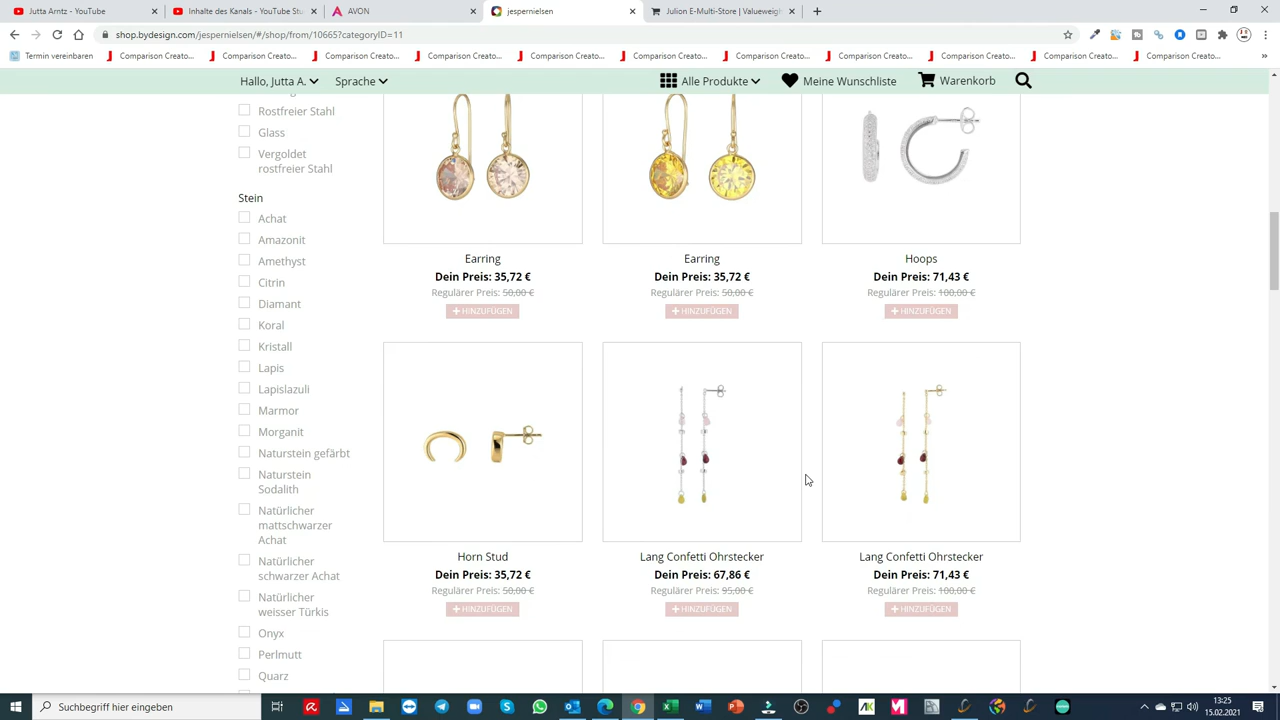 Jutta Arntz - YouTube
Inhalte des Kanals - YouTube Stu
AVON
jespernielsen
Julion E-Multi-Store | Valueweigh
shop.bydesign.com/jespernielsen/#/shop/from/10665?categoryID=11
Termin vereinbaren
Comparison Creato...
Comparison Creato...
Comparison Creato...
Comparison Creato...
Comparison Creato...
Comparison Creato...
Comparison Creato...
Comparison Creato...
Comparison Creato...
Comparison Creato...
»
Hallo, Jutta A.
Sprache
Alle Produkte
Meine Wunschliste
Warenkorb
Rostfreier Stahl
Glass
Vergoldet
rostfreier Stahl
Stein
Achat
Amazonit
Amethyst
Citrin
Diamant
Koral
Kristall
Lapis
Lapislazuli
Marmor
Morganit
Naturstein gefärbt
Naturstein
Sodalith
Natürlicher
mattschwarzer
Achat
Natürlicher
schwarzer Achat
Natürlicher
weisser Türkis
Onyx
Perlmutt
Quarz
Earring
Dein Preis: 35,72 €
Regulärer Preis: 50,00 €
+ HINZUFÜGEN
Earring
Dein Preis: 35,72 €
Regulärer Preis: 50,00 €
+ HINZUFÜGEN
Hoops
Dein Preis: 71,43 €
Regulärer Preis: 100,00 €
+ HINZUFÜGEN
Horn Stud
Dein Preis: 35,72 €
Regulärer Preis: 50,00 €
+ HINZUFÜGEN
Lang Confetti Ohrstecker
Dein Preis: 67,86 €
Regulärer Preis: 95,00 €
+ HINZUFÜGEN
Lang Confetti Ohrstecker
Dein Preis: 71,43 €
Regulärer Preis: 100,00 €
+ HINZUFÜGEN
Suchbegriff hier eingeben
13:25
15.02.2021